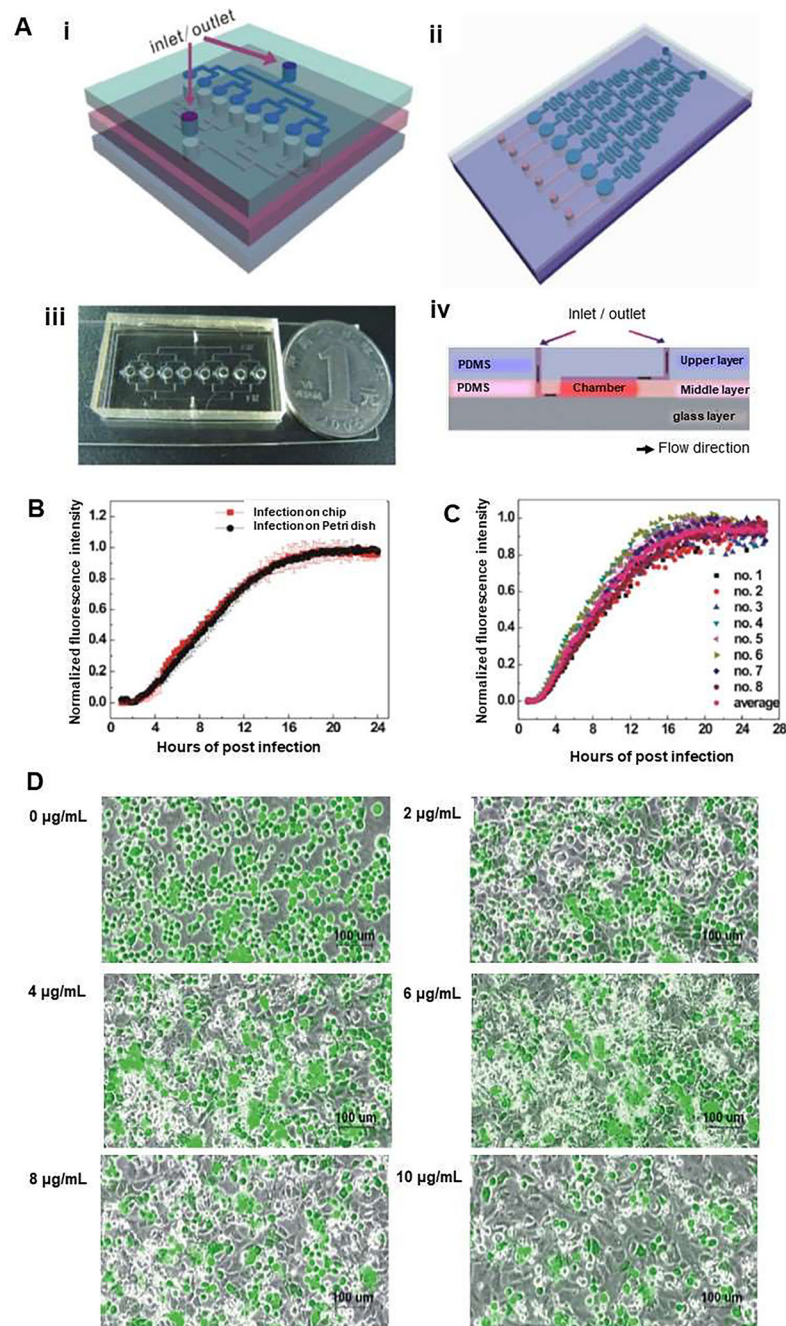 A
i
inlet/outlet
ii
iii
1
元
iv
Inlet / outlet
PDMS
Upper layer
PDMS
Chamber
Middle layer
glass layer
Flow direction
B
Normalized fluorescence intensity
1.2
1.0
0.8
0.6
0.4
0.2
0.0
Infection on chip
Infection on Petri dish
0
4
8
12
16
20
24
Hours of post infection
C
Normalized fluorescence intensity
1.0
0.8
0.6
0.4
0.2
0.0
no. 1
no. 2
no. 3
no. 4
no. 5
no. 6
no. 7
no. 8
average
0
4
8
12
16
20
24
28
Hours of post infection
D
0 µg/mL
100 um
2 µg/mL
100 um
4 µg/mL
100 um
6 µg/mL
100 um
8 µg/mL
100 um
10 µg/mL
100 um